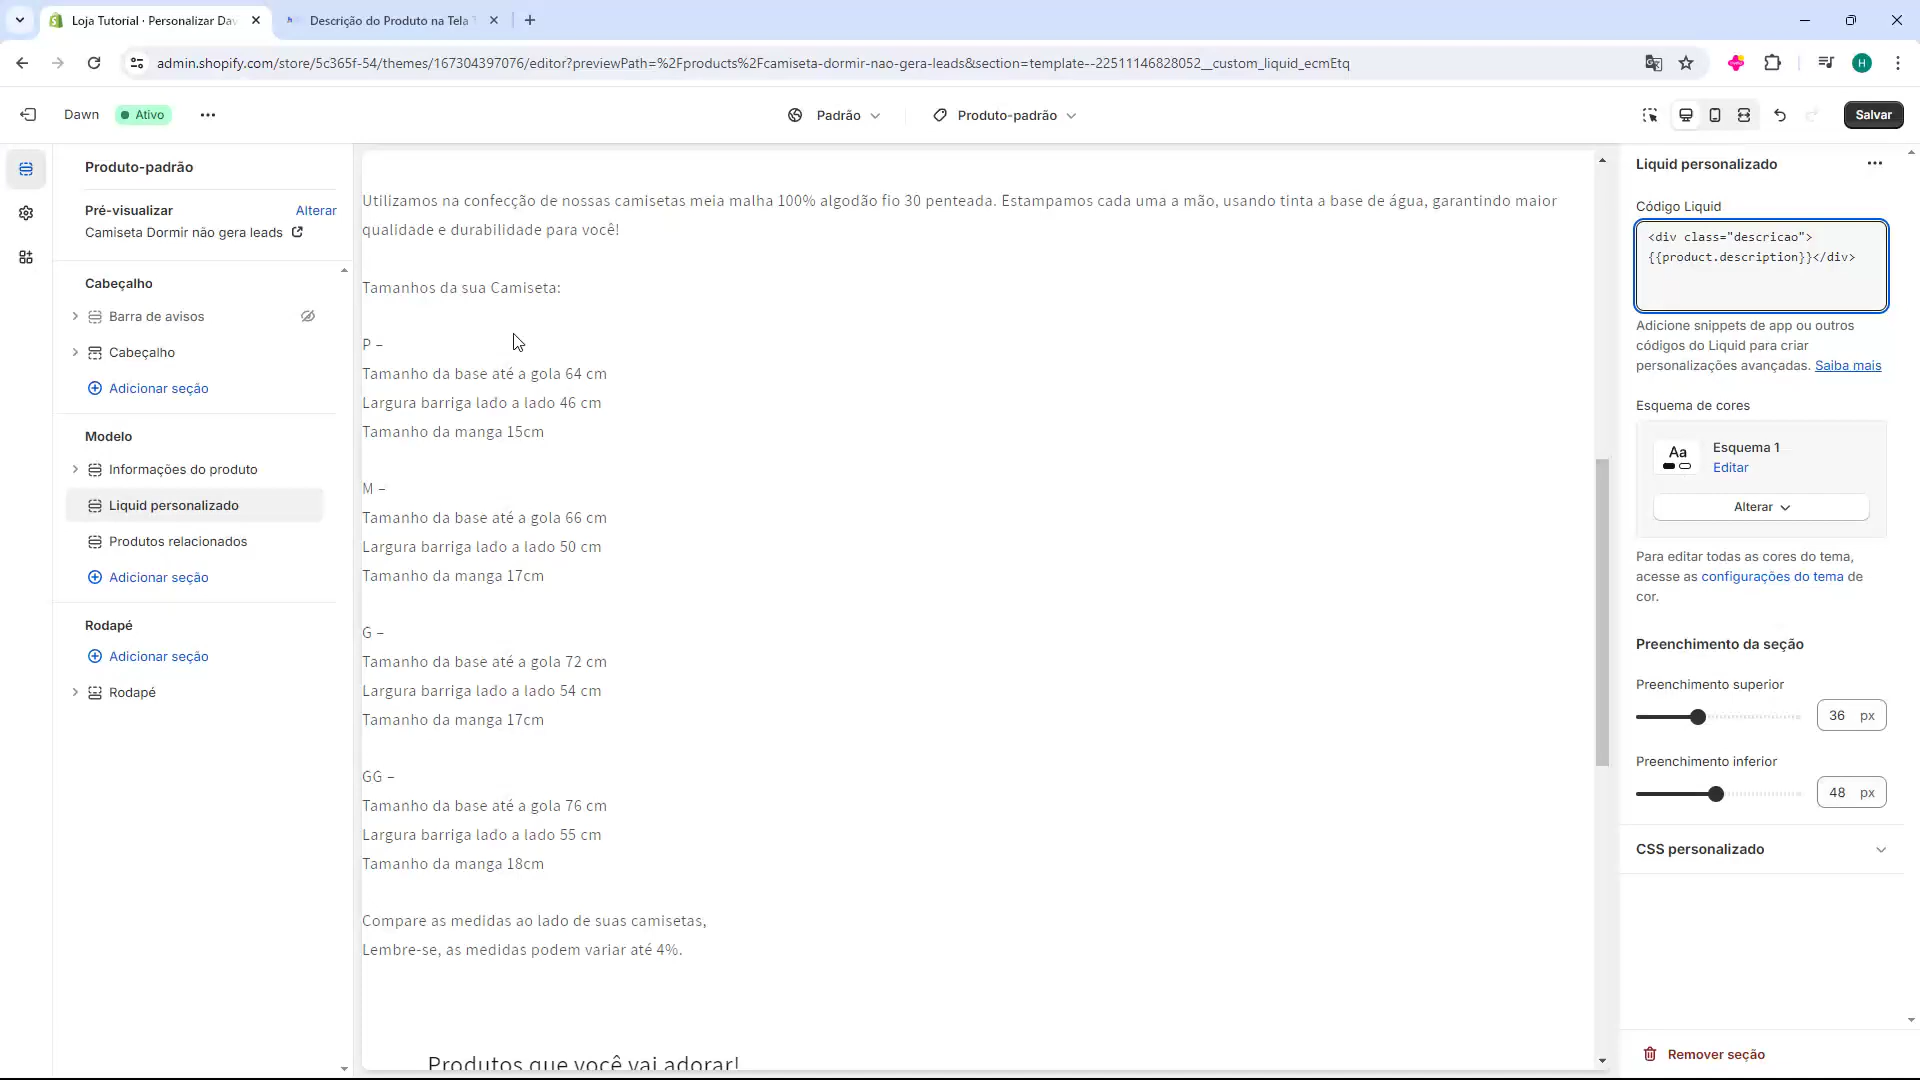 Loja Tutorial · Personalizar Daw
Descrição do Produto na Tela
admin.shopify.com/store/5c365f-54/themes/167304397076/editor?previewPath=%2Fproducts%2Fcamiseta-dormir-nao-gera-leads&section=template--22511146828052__custom_liquid_ecmEtq
H
Dawn
Ativo
Padrão
Produto-padrão
Salvar
Produto-padrão
Pré-visualizar
Alterar
Camiseta Dormir não gera leads
Cabeçalho
Barra de avisos
Cabeçalho
Adicionar seção
Modelo
Informações do produto
Liquid personalizado
Produtos relacionados
Adicionar seção
Rodapé
Adicionar seção
Rodapé
Utilizamos na confecção de nossas camisetas meia malha 100% algodão fio 30 penteada. Estampamos cada uma a mão, usando tinta a base de água, garantindo maior
qualidade e durabilidade para você!
Tamanhos da sua Camiseta:
P –
Tamanho da base até a gola 64 cm
Largura barriga lado a lado 46 cm
Tamanho da manga 15cm
M –
Tamanho da base até a gola 66 cm
Largura barriga lado a lado 50 cm
Tamanho da manga 17cm
G –
Tamanho da base até a gola 72 cm
Largura barriga lado a lado 54 cm
Tamanho da manga 17cm
GG –
Tamanho da base até a gola 76 cm
Largura barriga lado a lado 55 cm
Tamanho da manga 18cm
Compare as medidas ao lado de suas camisetas,
Lembre-se, as medidas podem variar até 4%.
Produtos que você vai adorar!
Liquid personalizado
Código Liquid
<div class="descricao">
{{product.description}}</div>
Adicione snippets de app ou outros
códigos do Liquid para criar
personalizações avançadas. Saiba mais
Esquema de cores
Aa
Esquema 1
Editar
Alterar
Para editar todas as cores do tema,
acesse as configurações do tema de
cor.
Preenchimento da seção
Preenchimento superior
36 px
Preenchimento inferior
48 px
CSS personalizado
Remover seção